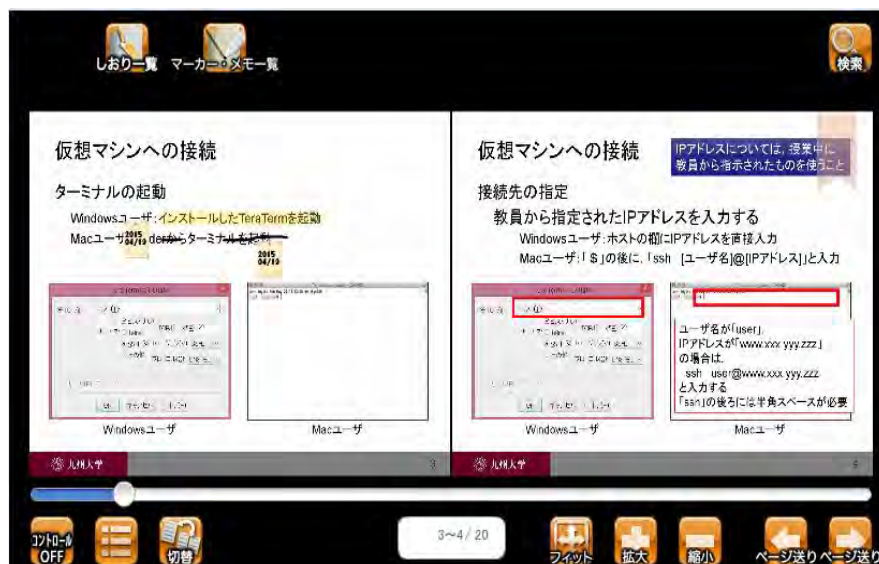 しおり一覧
マーカー・メモ一覧
検索
仮想マシンへの接続
ターミナルの起動
Windowsユーザ:インストールしたTeraTermを起動
Macユーザ
derからターミナルを起動
2015
04/19
2015
04/19
Windowsユーザ
Macユーザ
九州大学
3
仮想マシンへの接続
IPアドレスについては、授業中に
教員から指示されたものを使うこと
接続先の指定
教員から指定されたIPアドレスを入力する
Windowsユーザ:ホストの欄にIPアドレスを直接入力
Macユーザ:「$」の後に、「ssh [ユーザ名]@[IPアドレス]」と入力
ユーザ名が「user」
IPアドレスが「www.xxx yyy.zzz」
の場合は、
ssh user@www.xxx yyy.zzz
と入力する
「ssh」の後ろには半角スペースが必要
Windowsユーザ
Macユーザ
九州大学
コントロール
OFF
切替
3～4/ 20
フィット
拡大
縮小
ページ送り
ページ送り